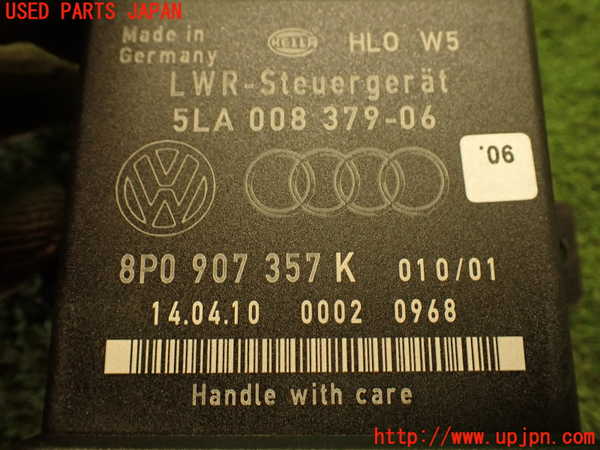 USED PARTS JAPAN
Made in
Germany
HELLA
HLO W5
LWR-Steuergerät
5LA 008 379-06
90.
8P0 907 357 K 010/01
14.04.10 0002 0968
Handle with care
http://www.upjpn.com/